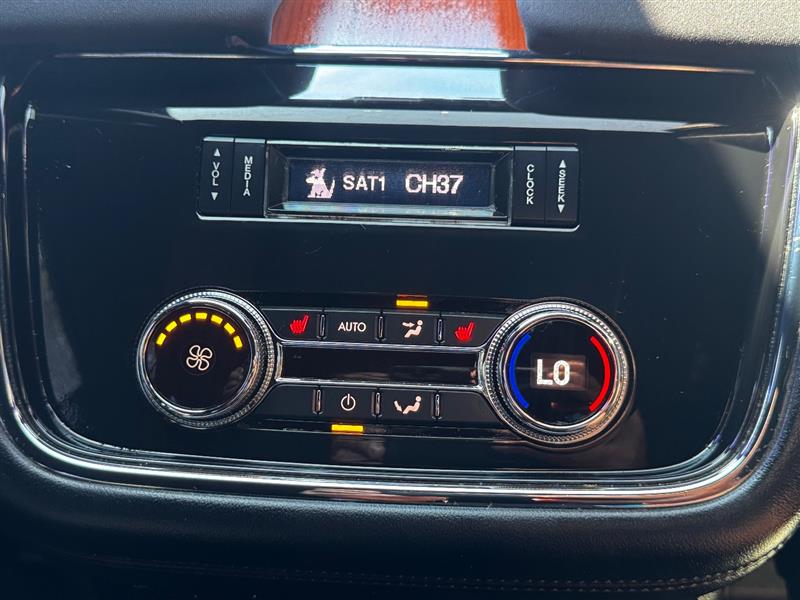 VOL
MEDIA
SAT1 CH37
CLOCK
SEEK
AUTO
LO